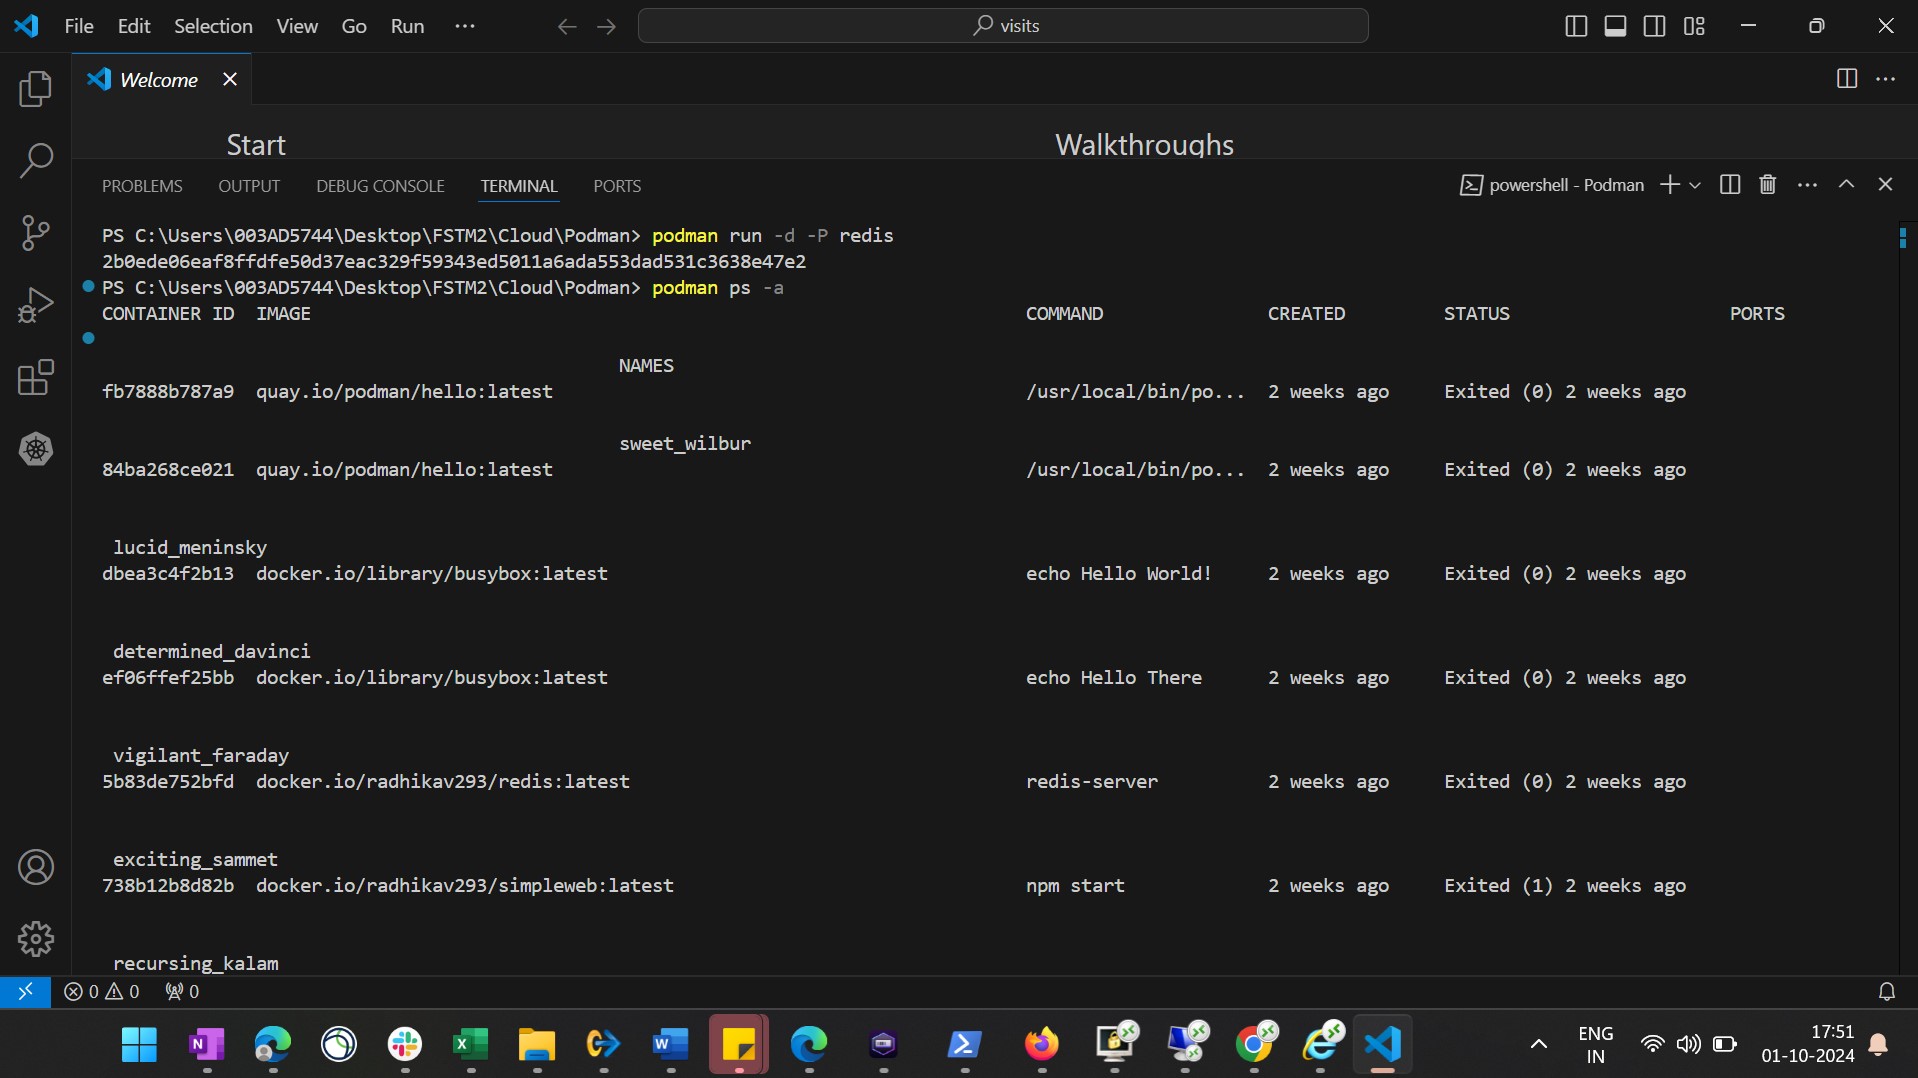 File Edit Selection View Go Run ···
visits
Welcome
Start
Walkthroughs
PROBLEMS OUTPUT DEBUG CONSOLE TERMINAL PORTS
powershell - Podman
PS C:\Users\003AD5744\Desktop\FSTM2\Cloud\Podman> podman run -d -P redis
2b0ede06eaf8ffdfe50d37eac329f59343ed5011a6ada553dad531c3638e47e2
PS C:\Users\003AD5744\Desktop\FSTM2\Cloud\Podman> podman ps -a
CONTAINER ID IMAGE COMMAND CREATED STATUS PORTS
NAMES
fb7888b787a9 quay.io/podman/hello:latest /usr/local/bin/po... 2 weeks ago Exited (0) 2 weeks ago
sweet_wilbur
84ba268ce021 quay.io/podman/hello:latest /usr/local/bin/po... 2 weeks ago Exited (0) 2 weeks ago
lucid_meninsky
dbea3c4f2b13 docker.io/library/busybox:latest echo Hello World! 2 weeks ago Exited (0) 2 weeks ago
determined_davinci
ef06ffef25bb docker.io/library/busybox:latest echo Hello There 2 weeks ago Exited (0) 2 weeks ago
vigilant_faraday
5b83de752bfd docker.io/radhikav293/redis:latest redis-server 2 weeks ago Exited (0) 2 weeks ago
exciting_sammet
738b12b8d82b docker.io/radhikav293/simpleweb:latest npm start 2 weeks ago Exited (1) 2 weeks ago
recursing_kalam
0 0 0
ENG
IN
17:51
01-10-2024